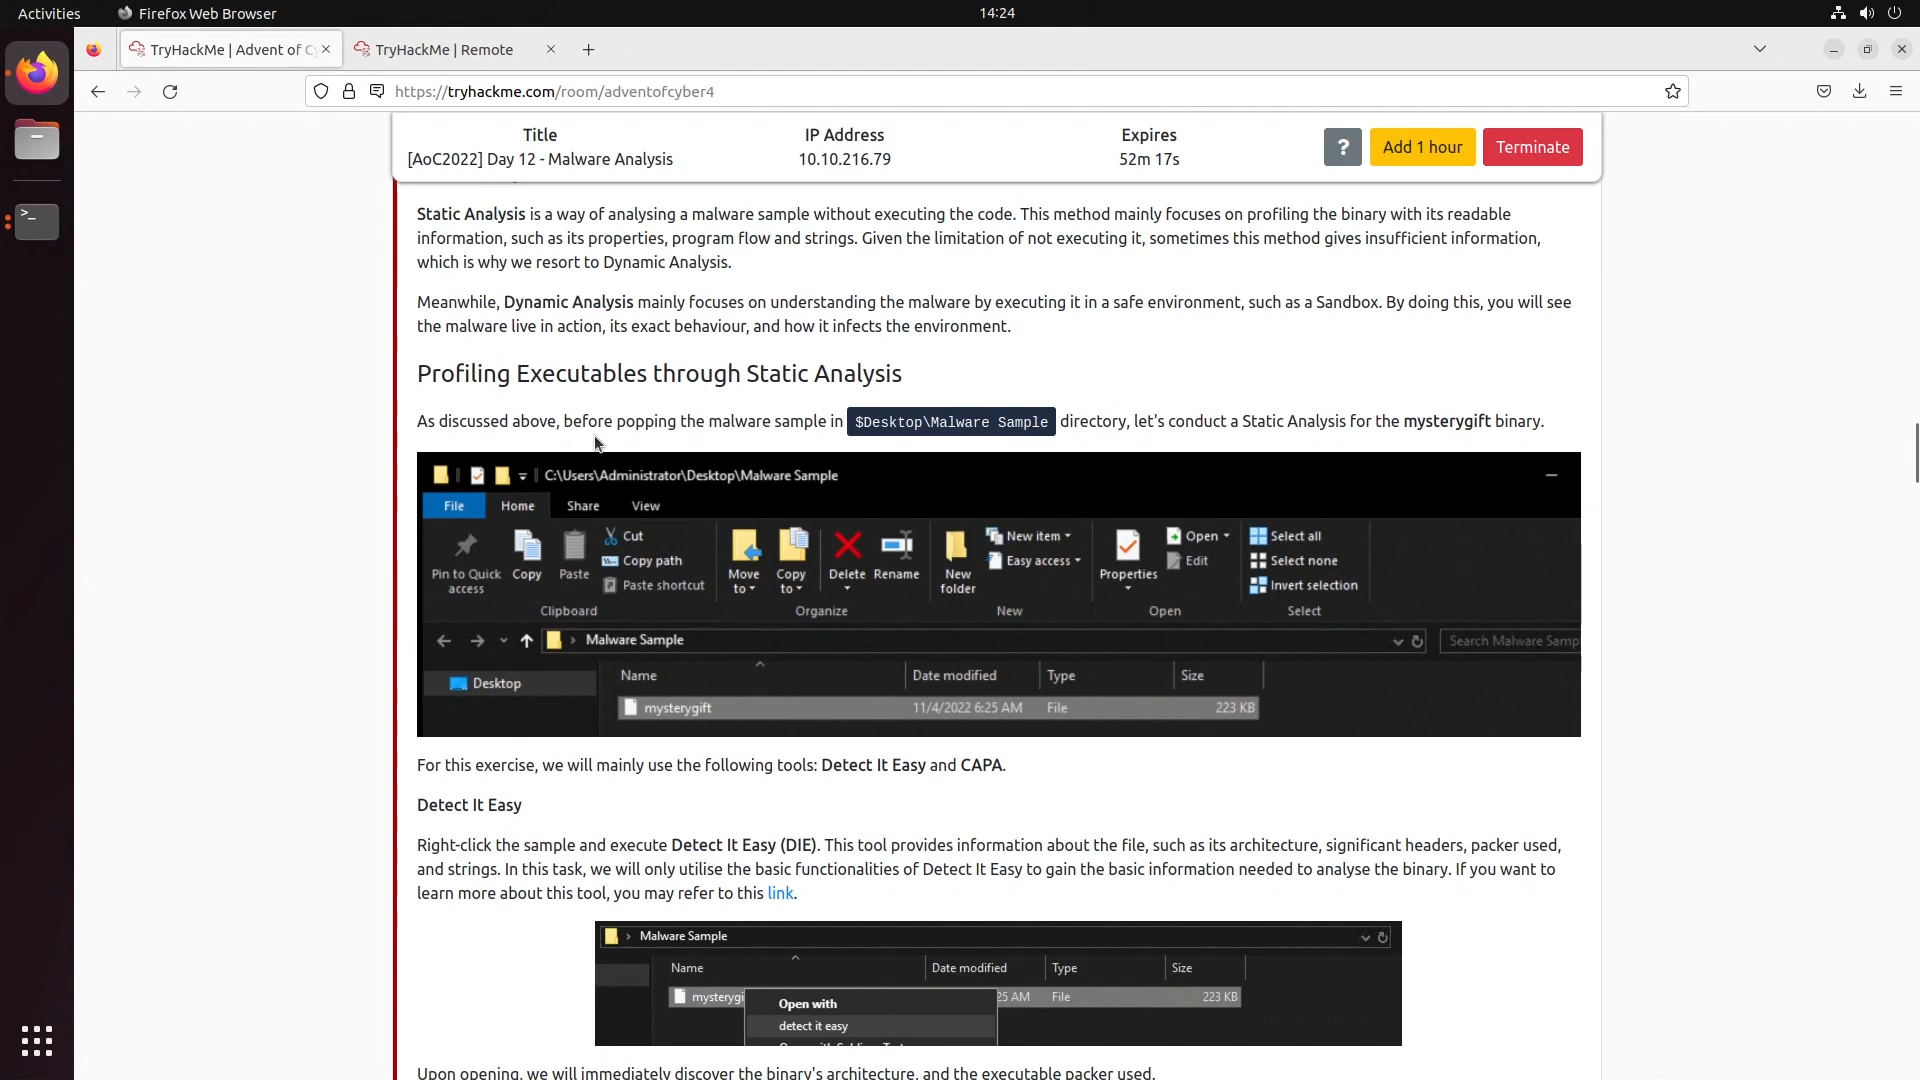 Activities Firefox Web Browser 14:24
TryHackMe | Advent of Cy TryHackMe | Remote
https://tryhackme.com/room/adventofcyber4
Title IP Address Expires
[AoC2022] Day 12 - Malware Analysis 10.10.216.79 52m 17s ? Add 1 hour Terminate
Static Analysis is a way of analysing a malware sample without executing the code. This method mainly focuses on profiling the binary with its readable
information, such as its properties, program flow and strings. Given the limitation of not executing it, sometimes this method gives insufficient information,
which is why we resort to Dynamic Analysis.
Meanwhile, Dynamic Analysis mainly focuses on understanding the malware by executing it in a safe environment, such as a Sandbox. By doing this, you will see
the malware live in action, its exact behaviour, and how it infects the environment.
Profiling Executables through Static Analysis
As discussed above, before popping the malware sample in $Desktop\Malware Sample directory, let's conduct a Static Analysis for the mysterygift binary.
C:\Users\Administrator\Desktop\Malware Sample
File Home Share View
Pin to Quick access Copy Paste Cut Copy path Paste shortcut Move to Copy to Delete Rename New folder New item Easy access Properties Open Edit Select all Select none Invert selection
Clipboard Organize New Open Select
Malware Sample Search Malware Samp
Desktop Name Date modified Type Size
mysterygift 11/4/2022 6:25 AM File 223 KB
For this exercise, we will mainly use the following tools: Detect It Easy and CAPA.
Detect It Easy
Right-click the sample and execute Detect It Easy (DIE). This tool provides information about the file, such as its architecture, significant headers, packer used,
and strings. In this task, we will only utilise the basic functionalities of Detect It Easy to gain the basic information needed to analyse the binary. If you want to
learn more about this tool, you may refer to this link.
Malware Sample
Name Date modified Type Size
mysterygi 25 AM File 223 KB
Open with
detect it easy
Upon opening, we will immediately discover the binary's architecture, and the executable packer used.